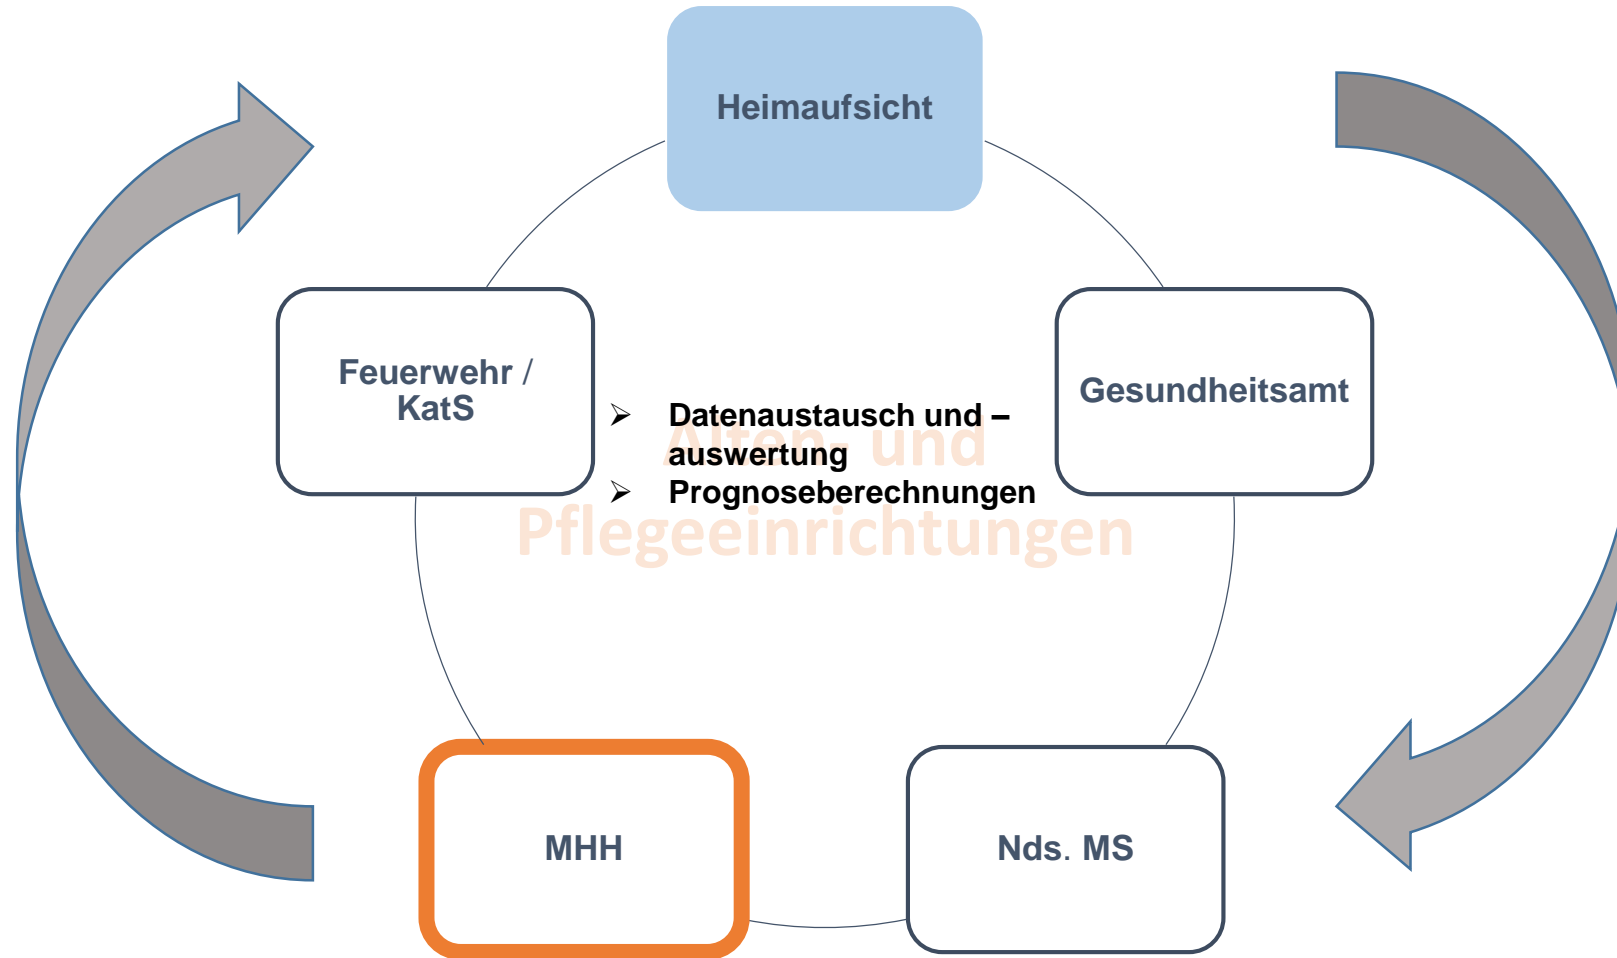 Heimaufsicht
Feuerwehr /
KatS
Gesundheitsamt
➢ Datenaustausch und –
auswertung
➢ Prognoseberechnungen
Alten- und
Pflegeeinrichtungen
MHH
Nds. MS